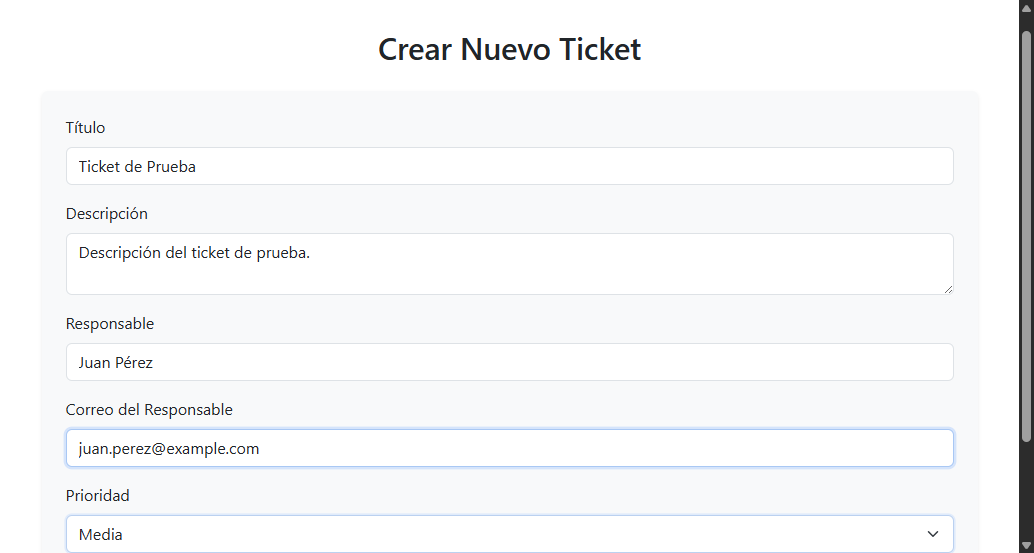 Crear Nuevo Ticket
Título
Ticket de Prueba
Descripción
Descripción del ticket de prueba.
Responsable
Juan Pérez
Correo del Responsable
juan.perez@example.com
Prioridad
Media